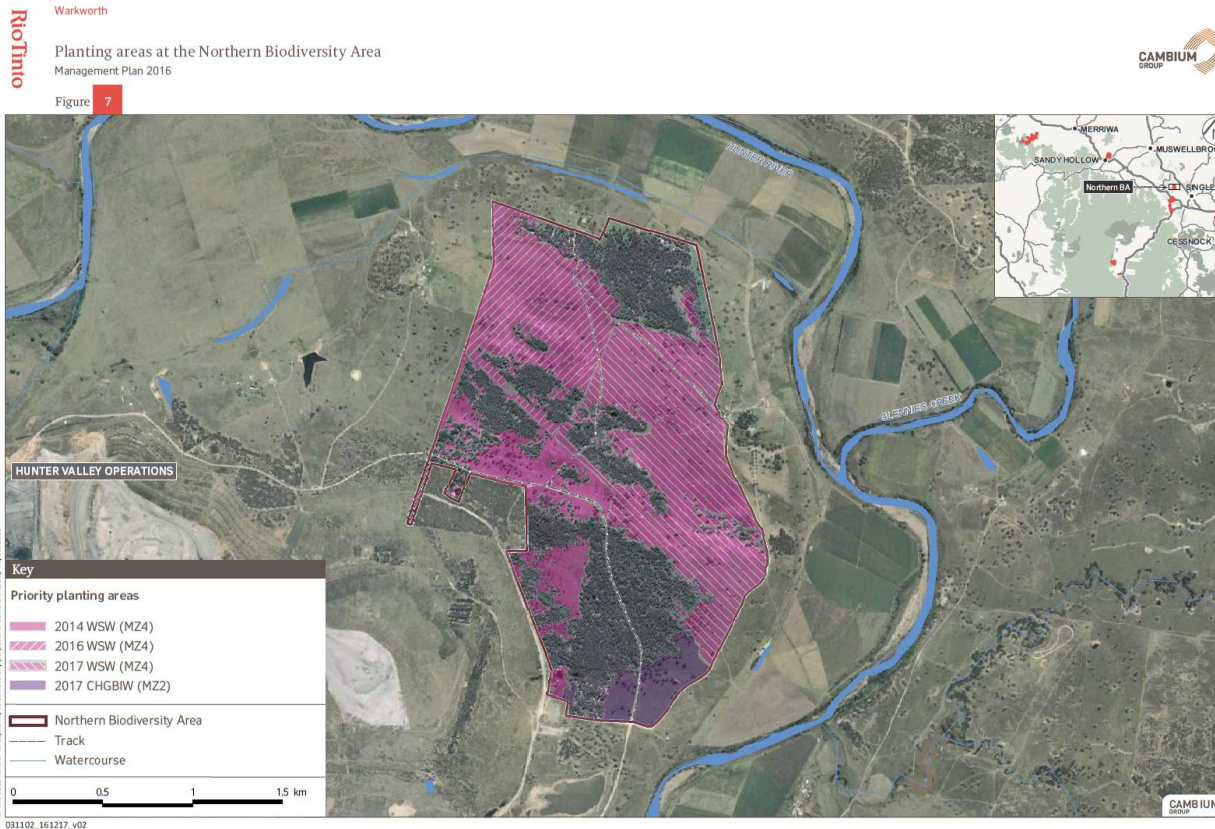 RioTinto
Warkworth
Planting areas at the Northern Biodiversity Area
Management Plan 2016
Figure 7
CAMBIUM
GROUP
HUNTER RIVER
GLENNIES CREEK
HUNTER VALLEY OPERATIONS
MERRIWA
SANDY HOLLOW
MUSWELLBROO
Northern BA
SINGLE
CESSNOCK
Key
Priority planting areas
2014 WSW (MZ4)
2016 WSW (MZ4)
2017 WSW (MZ4)
2017 CHGBIW (MZ2)
Northern Biodiversity Area
Track
Watercourse
0 0.5 1 1.5 km
CAMBIUM
GROUP
031102_161217_v02